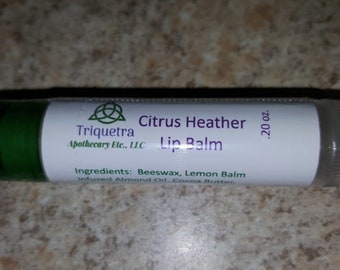 Triquetra
Apothecary Etc., LLC
Citrus Heather
Lip Balm
.20 oz.
Ingredients: Beeswax, Lemon Balm
Infused Almond Oil, Cocoa Butter,